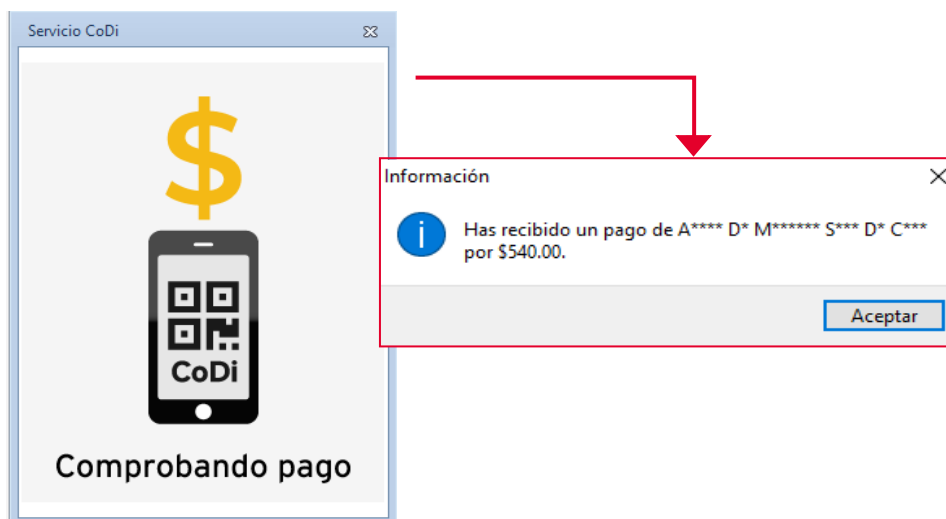 Servicio CoDi
$
CoDi
Comprobando pago
Información
i
Has recibido un pago de A**** D* M****** S*** D* C***
por $540.00.
Aceptar